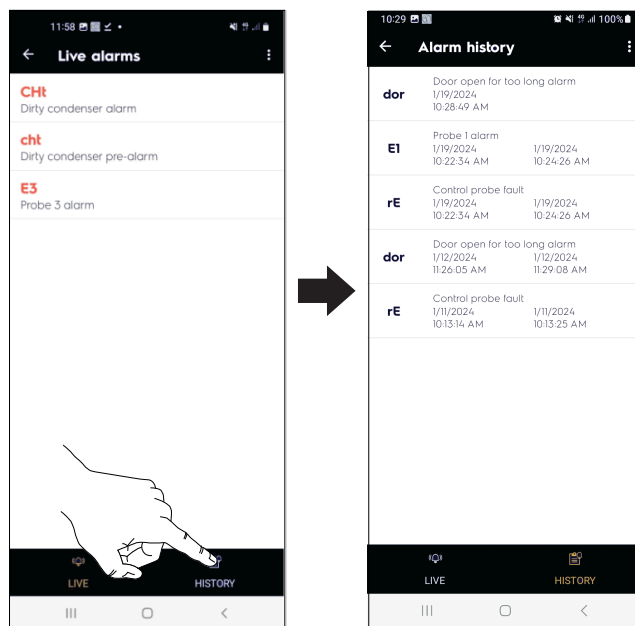 11:58
Live alarms
CHt
Dirty condenser alarm
cht
Dirty condenser pre-alarm
E3
Probe 3 alarm
LIVE HISTORY
10:29 100%
Alarm history
Door open for too long alarm
dor 1/19/2024
10:28:49 AM
Probe 1 alarm
E1 1/19/2024 1/19/2024
10:22:34 AM 10:24:26 AM
Control probe fault
rE 1/19/2024 1/19/2024
10:22:34 AM 10:24:26 AM
Door open for too long alarm
dor 1/12/2024 1/12/2024
11:26:05 AM 11:29:08 AM
Control probe fault
rE 1/11/2024 1/11/2024
10:13:14 AM 10:13:25 AM
LIVE HISTORY